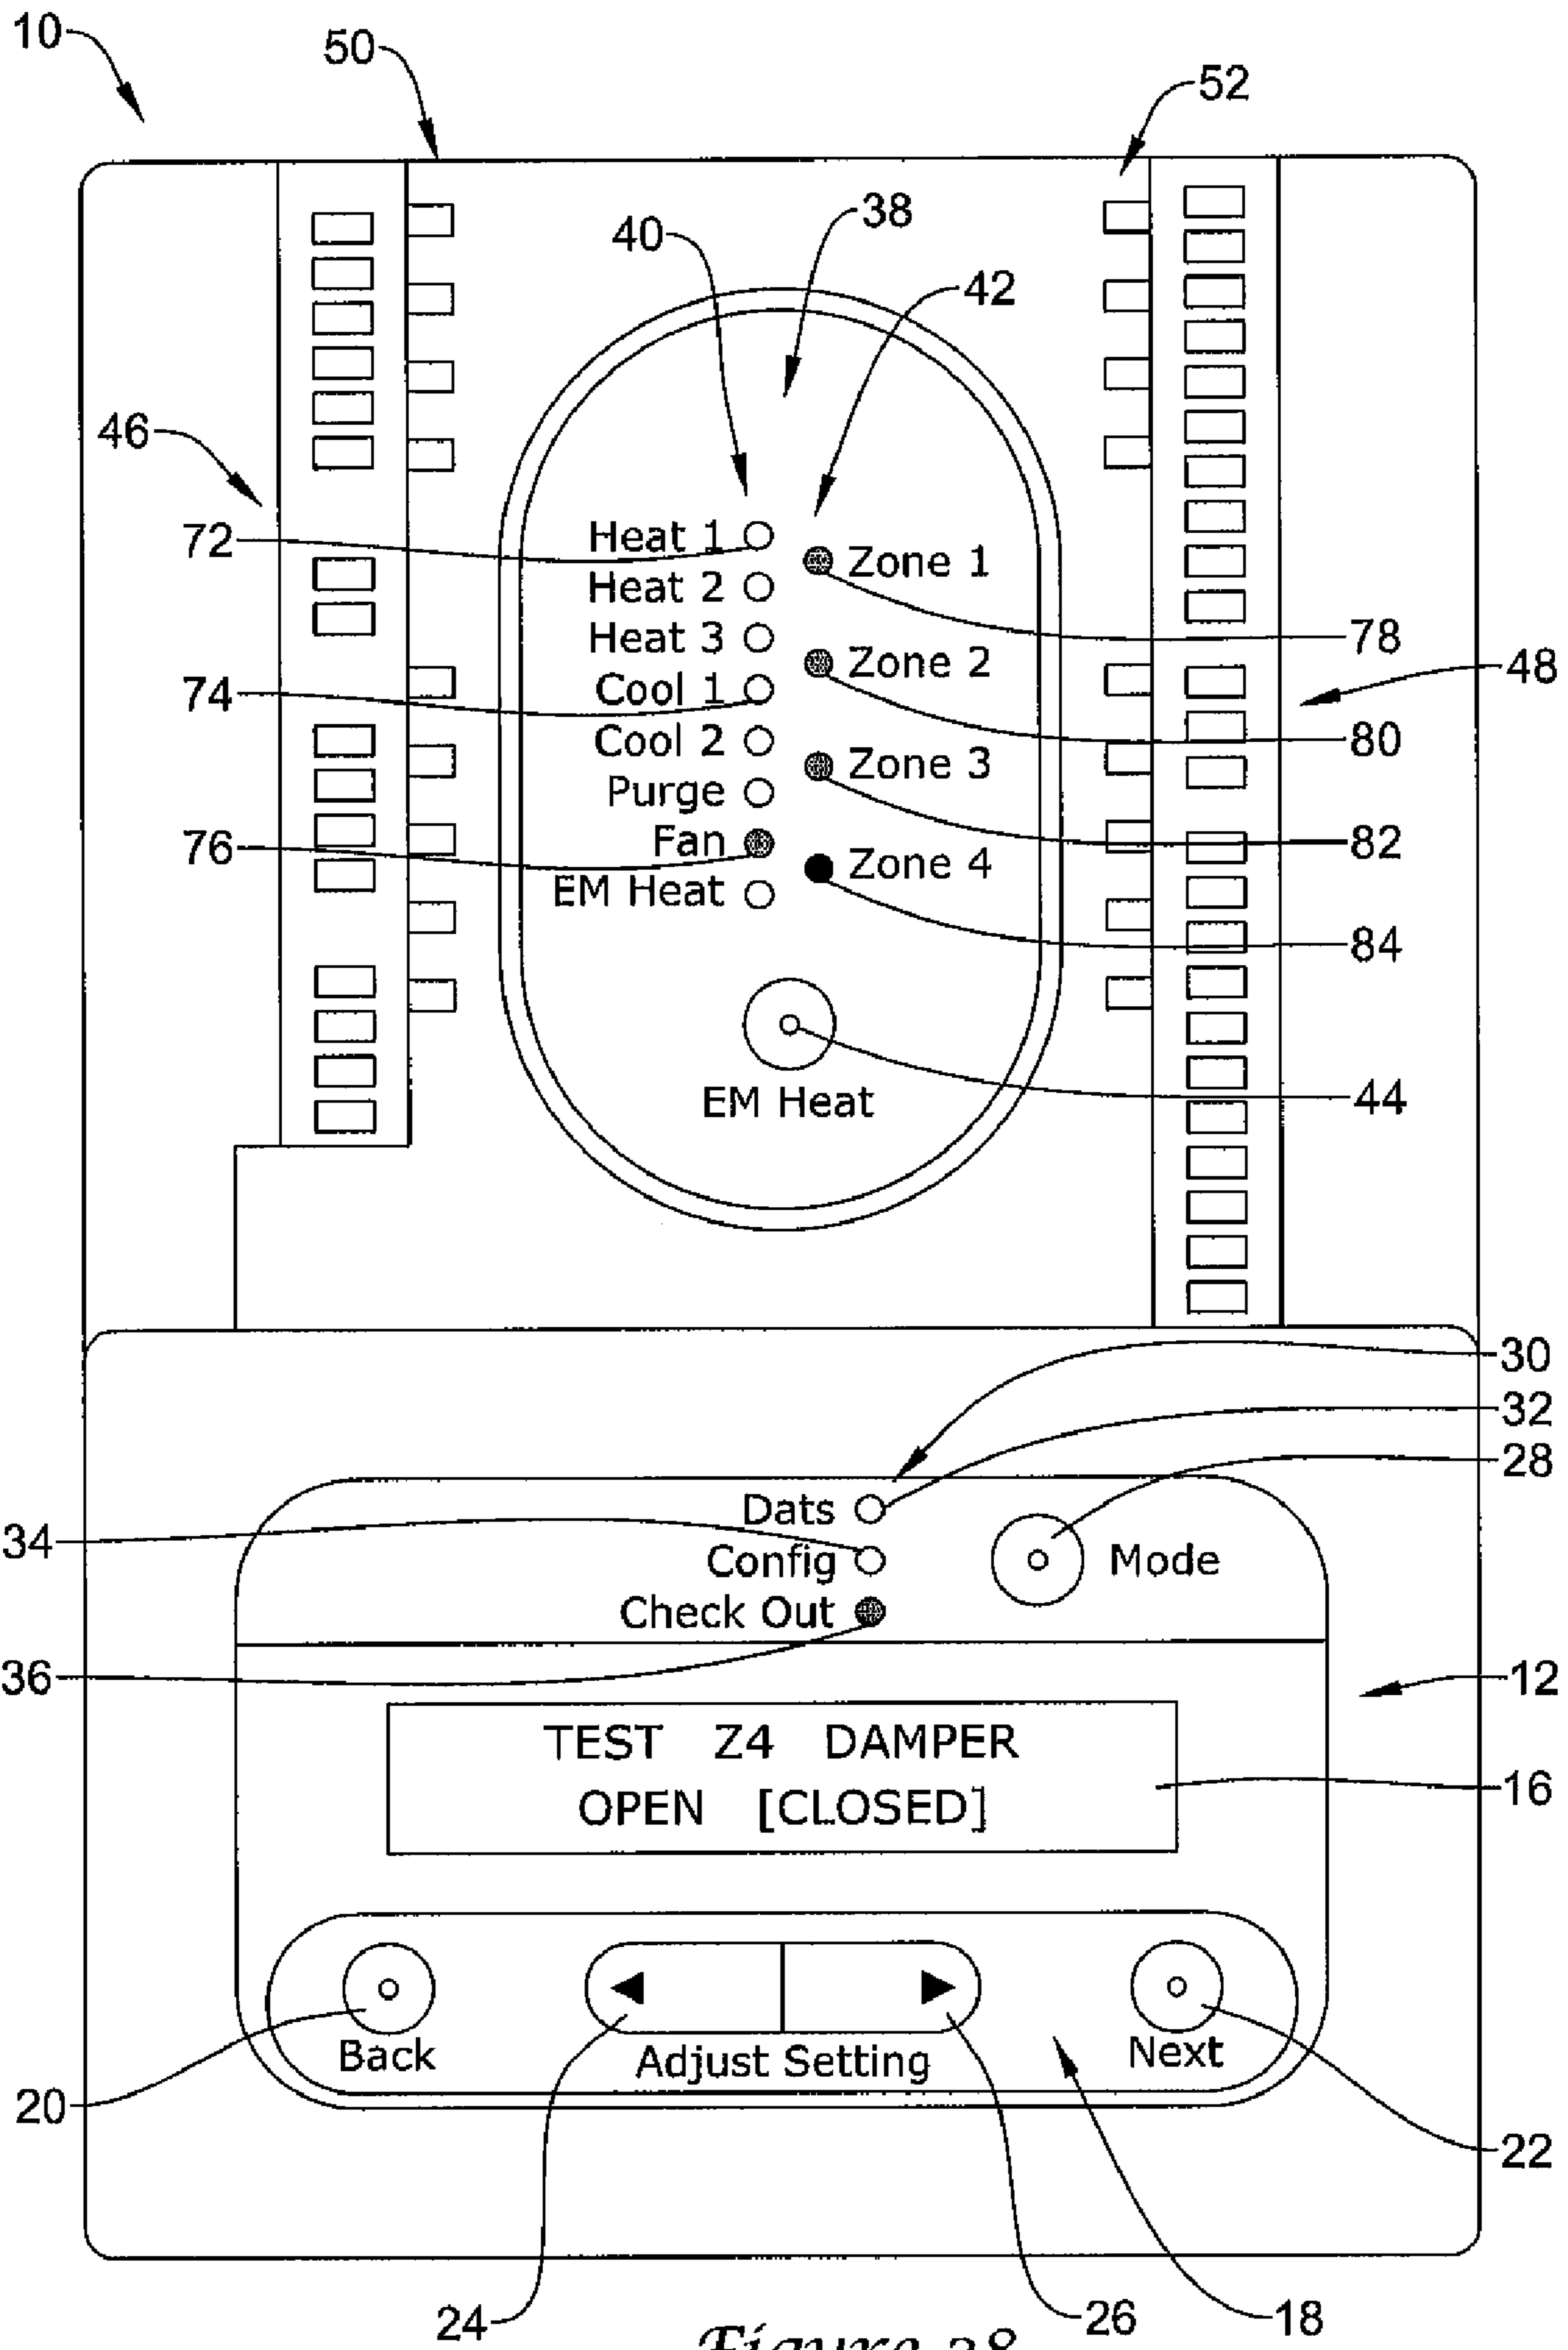 10
50
52
40
38
42
46
72
Heat 1
Zone 1
Heat 2
78
Heat 3
Zone 2
48
74
Cool 1
Cool 2
80
Zone 3
Purge
76
Fan
82
Zone 4
EM Heat
84
44
EM Heat
30
32
28
Dats
34
Config
Mode
Check Out
36
12
TEST Z4 DAMPER
OPEN [CLOSED]
16
Back
Adjust Setting
Next
20
22
24
26
18
Figure